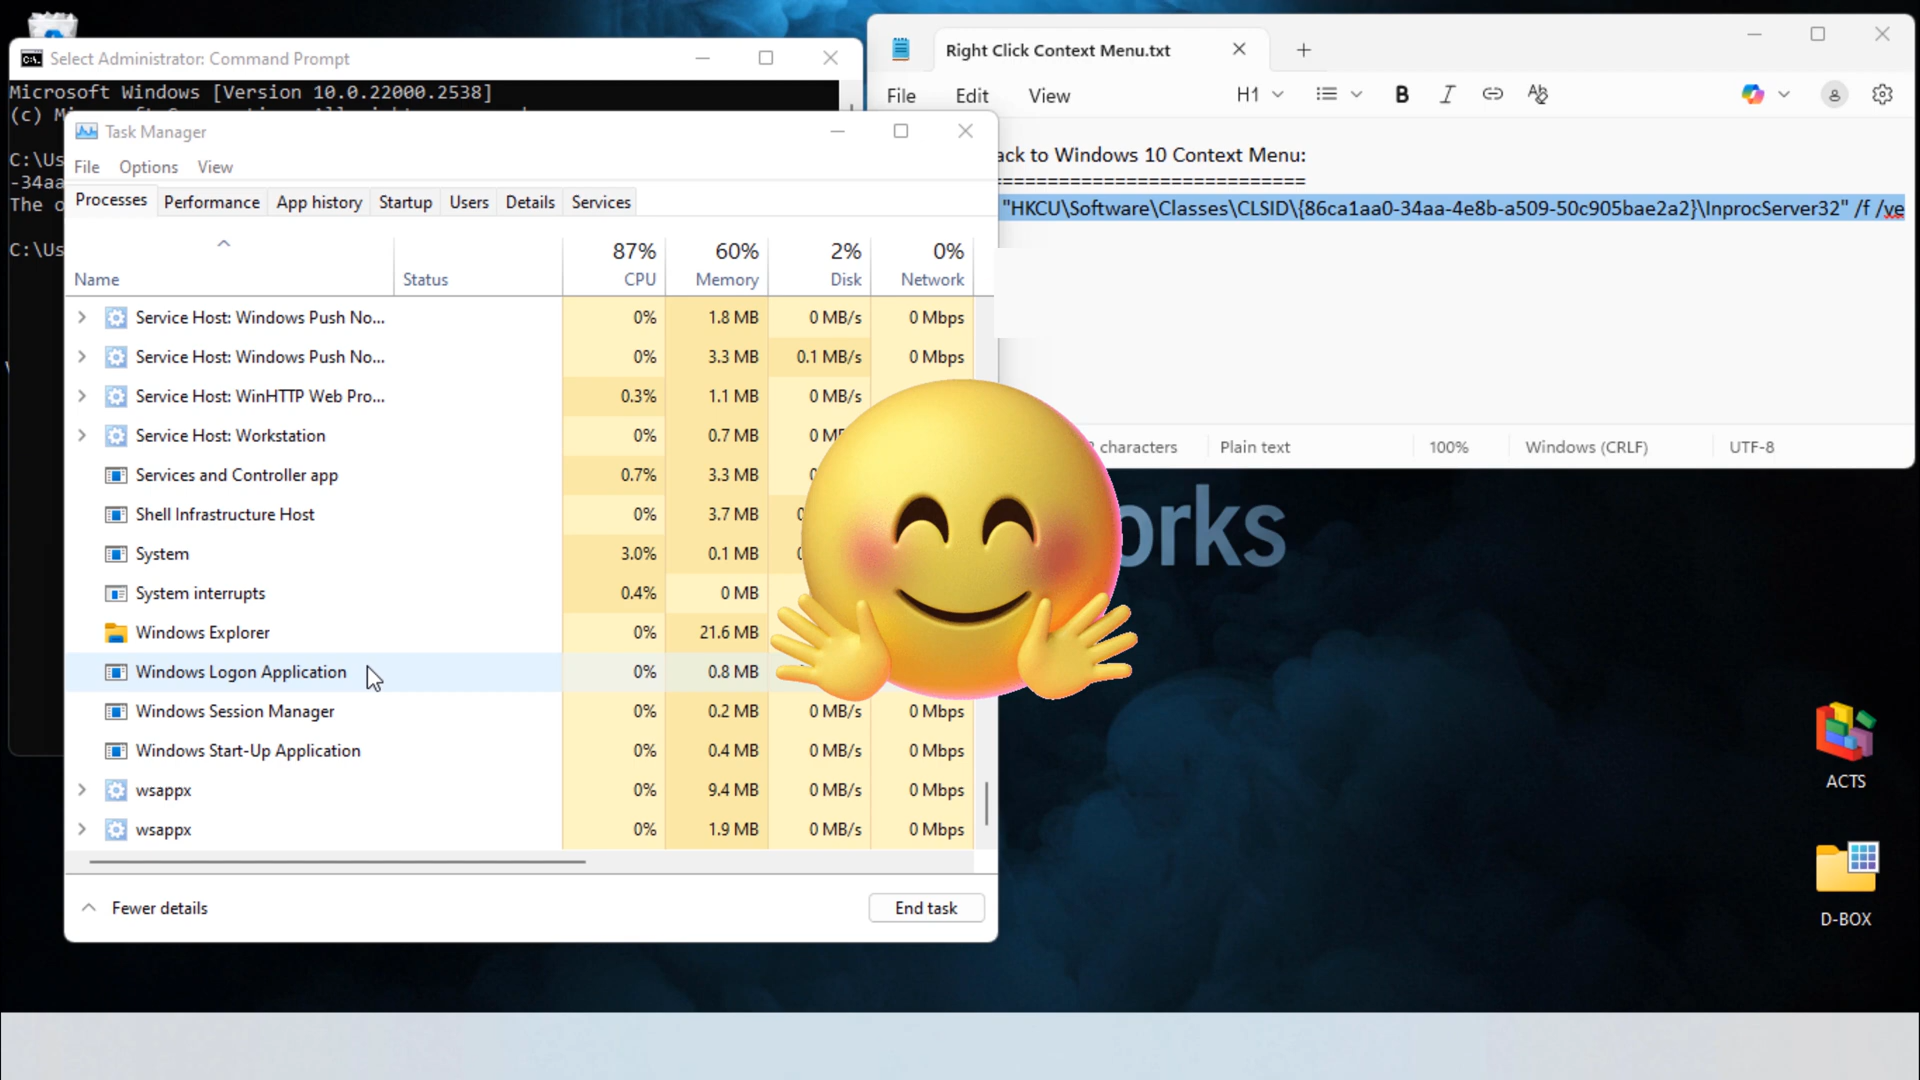 Select Administrator: Command Prompt
Microsoft Windows [Version 10.0.22000.2538]
(c)
C:\Us
-34aa
The o
C:\Us
Right Click Context Menu.txt
File Edit View
H1
ack to Windows 10 Context Menu:
===========================
"HKCU\Software\Classes\CLSID\{86ca1aa0-34aa-4e8b-a509-50c905bae2a2}\InprocServer32" /f /ve
characters Plain text 100% Windows (CRLF) UTF-8
Task Manager
File Options View
Processes Performance App history Startup Users Details Services
87% 60% 2% 0%
Name Status CPU Memory Disk Network
Service Host: Windows Push No... 0% 1.8 MB 0 MB/s 0 Mbps
Service Host: Windows Push No... 0% 3.3 MB 0.1 MB/s 0 Mbps
Service Host: WinHTTP Web Pro... 0.3% 1.1 MB 0 MB/s
Service Host: Workstation 0% 0.7 MB 0
Services and Controller app 0.7% 3.3 MB
Shell Infrastructure Host 0% 3.7 MB
System 3.0% 0.1 MB
System interrupts 0.4% 0 MB
Windows Explorer 0% 21.6 MB
Windows Logon Application 0% 0.8 MB
Windows Session Manager 0% 0.2 MB 0 MB/s 0 Mbps
Windows Start-Up Application 0% 0.4 MB 0 MB/s 0 Mbps
wsappx 0% 9.4 MB 0 MB/s 0 Mbps
wsappx 0% 1.9 MB 0 MB/s 0 Mbps
Fewer details
End task
orks
ACTS
D-BOX